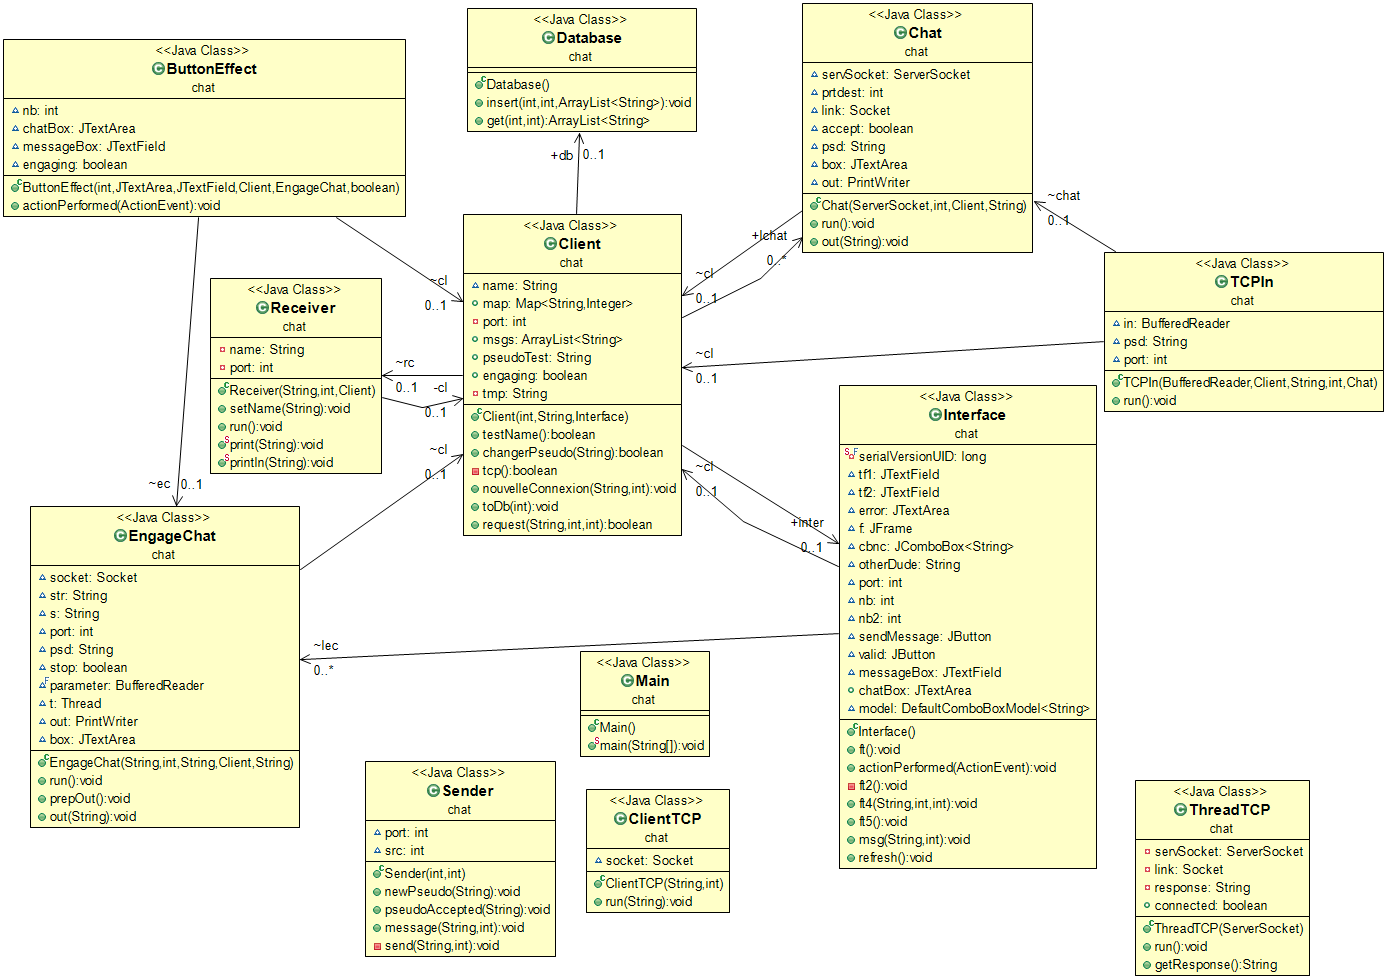 <<Java Class>>
ButtonEffect
chat
nb: int
chatBox: JTextArea
messageBox: JTextField
engaging: boolean
ButtonEffect(int,JTextArea,JTextField,Client,EngageChat,boolean)
actionPerformed(ActionEvent):void
<<Java Class>>
Database
chat
Database()
insert(int,int,ArrayList<String>):void
get(int,int):ArrayList<String>
+db
0..1
<<Java Class>>
Chat
chat
servSocket: ServerSocket
prtdest: int
link: Socket
accept: boolean
psd: String
box: JTextArea
out: PrintWriter
Chat(ServerSocket,int,Client,String)
run():void
out(String):void
~chat
0..1
+lchat
0..*
~cl
0..1
~cl
0..1
<<Java Class>>
Client
chat
name: String
map: Map<String,Integer>
port: int
msgs: ArrayList<String>
pseudoTest: String
engaging: boolean
tmp: String
Client(int,String,Interface)
testName():boolean
changerPseudo(String):boolean
tcp():boolean
nouvelleConnexion(String,int):void
toDb(int):void
request(String,int,int):boolean
<<Java Class>>
Receiver
chat
name: String
port: int
Receiver(String,int,Client)
setName(String):void
run():void
print(String):void
println(String):void
~rc
0..1
-cl
0..1
~cl
0..1
<<Java Class>>
TCPIn
chat
in: BufferedReader
psd: String
port: int
TCPIn(BufferedReader,Client,String,int,Chat)
run():void
~cl
0..1
~cl
0..1
+inter
0..1
<<Java Class>>
Interface
chat
serialVersionUID: long
tf1: JTextField
tf2: JTextField
error: JTextArea
f: JFrame
cbnc: JComboBox<String>
otherDude: String
port: int
nb: int
nb2: int
sendMessage: JButton
valid: JButton
messageBox: JTextField
chatBox: JTextArea
model: DefaultComboBoxModel<String>
Interface()
ft():void
actionPerformed(ActionEvent):void
ft2():void
ft4(String,int,int):void
ft5():void
msg(String,int):void
refresh():void
~ec
0..1
<<Java Class>>
EngageChat
chat
socket: Socket
str: String
s: String
port: int
psd: String
stop: boolean
parameter: BufferedReader
t: Thread
out: PrintWriter
box: JTextArea
EngageChat(String,int,String,Client,String)
run():void
prepOut():void
out(String):void
~lec
0..*
<<Java Class>>
Main
chat
Main()
main(String[]):void
<<Java Class>>
Sender
chat
port: int
src: int
Sender(int,int)
newPseudo(String):void
pseudoAccepted(String):void
message(String,int):void
send(String,int):void
<<Java Class>>
ClientTCP
chat
socket: Socket
ClientTCP(String,int)
run(String):void
<<Java Class>>
ThreadTCP
chat
servSocket: ServerSocket
link: Socket
response: String
connected: boolean
ThreadTCP(ServerSocket)
run():void
getResponse():String